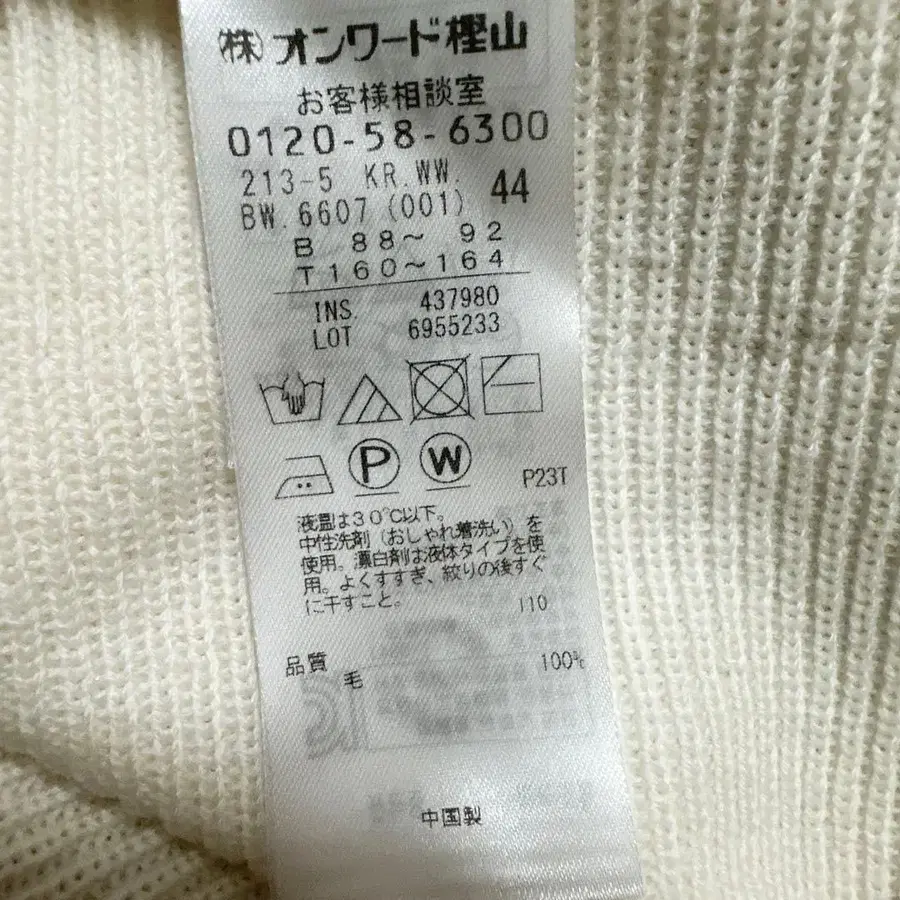 ㈱オンワード樫山
お客様相談室
0120-58-6300
213-5 KR.WW. 44
BW.6607(001)
B 88～ 92
T160～164
INS. 437980
LOT 6955233
P W P23T
液温は30℃以下。
中性洗剤(おしゃれ着洗い)を
使用。漂白剤は液体タイプを使
用。よくすすぎ、絞りの後すぐ
に干すこと。
110
品質
毛 100%
中国製